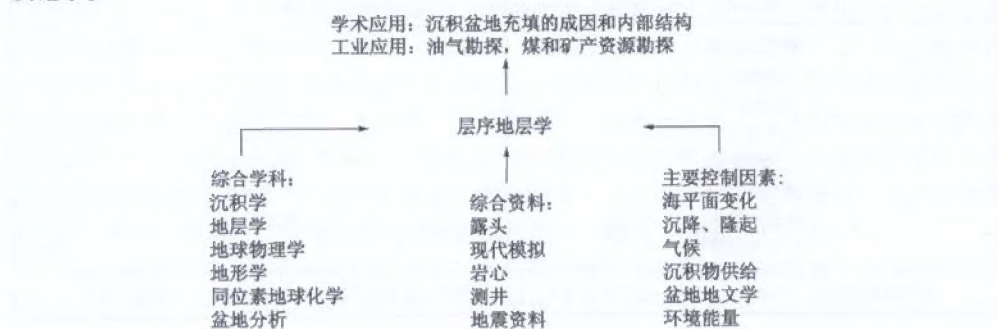 学术应用：沉积盆地充填的成因和内部结构
工业应用：油气勘探，煤和矿产资源勘探
层序地层学
综合学科：
沉积学
地层学
地球物理学
地形学
同位素地球化学
盆地分析
综合资料：
露头
现代模拟
岩心
测井
地震资料
主要控制因素：
海平面变化
沉降、隆起
气候
沉积物供给
盆地地文学
环境能量